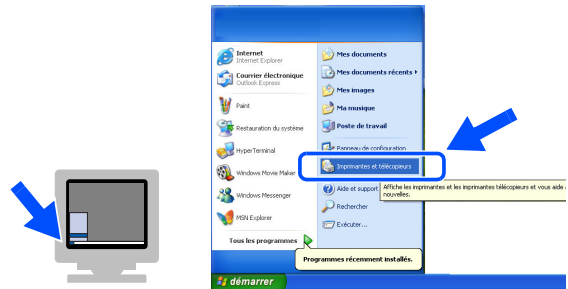 Internet
Internet Explorer
Courrier électronique
Outlook Express
Paint
Restauration du système
HyperTerminal
Windows Movie Maker
Windows Messenger
MSN Explorer
Tous les programmes
Mes documents
Mes documents récents
Mes images
Ma musique
Poste de travail
Panneau de configuration
Imprimantes et télécopieurs
Aide et support
Affiche les imprimantes et les imprimantes télécopieurs et vous aide
nouvelles.
Rechercher
Exécuter...
Programmes récemment installés.
démarrer